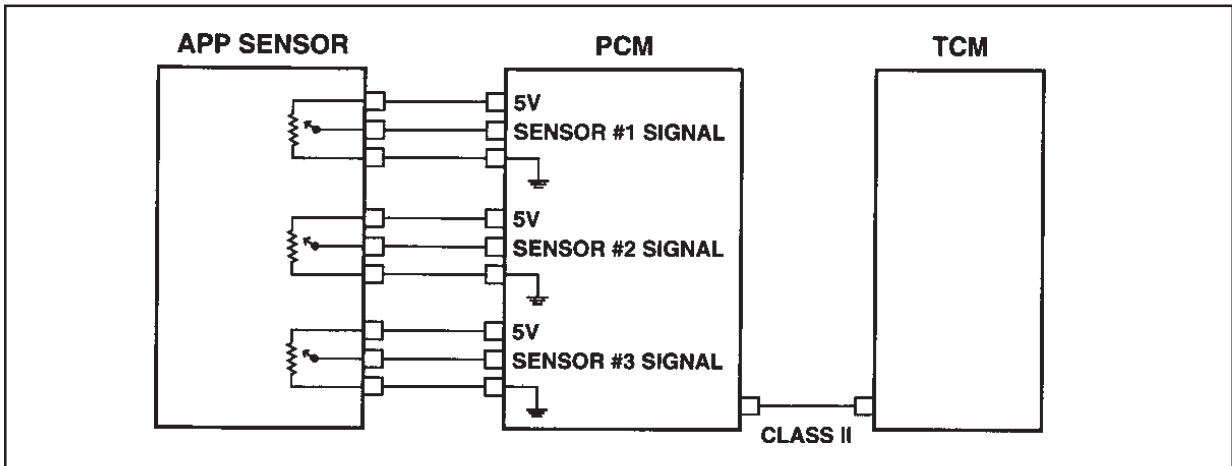 APP SENSOR
PCM
TCM
5V
SENSOR #1 SIGNAL
5V
SENSOR #2 SIGNAL
5V
SENSOR #3 SIGNAL
CLASS II